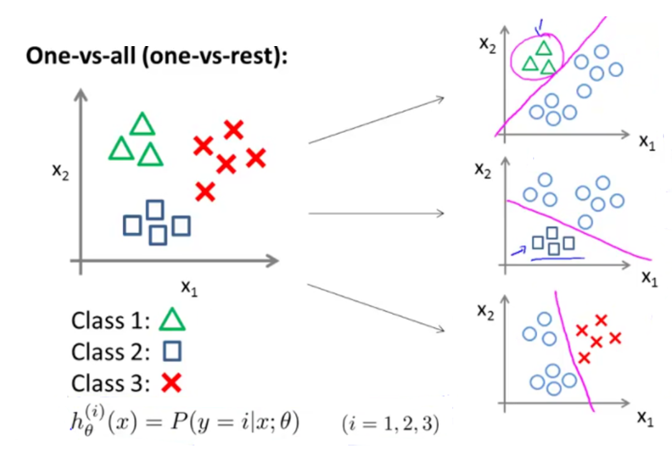 One-vs-all (one-vs-rest):
x₂
x₁
Class 1:
Class 2:
Class 3:
h_θ^{(i)}(x) = P(y = i|x; θ) (i = 1, 2, 3)
x₂
x₁
x₂
x₁
x₂
x₁